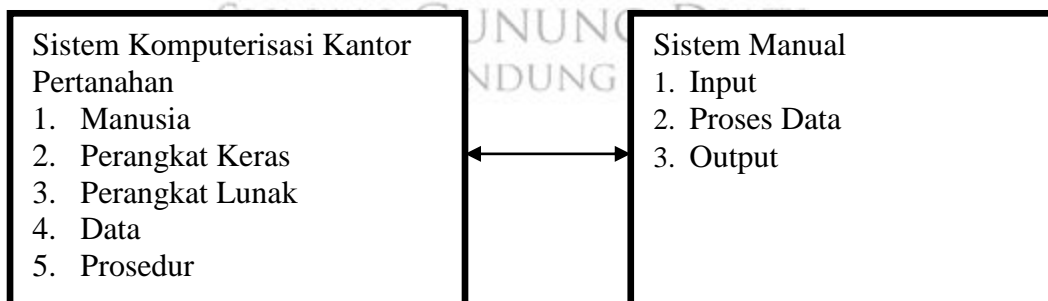 GUNUNG
Sistem Komputerisasi Kantor
Pertanahan
1. Manusia
2. Perangkat Keras
3. Perangkat Lunak
4. Data
5. Prosedur
Sistem Manual
1. Input
2. Proses Data
3. Output